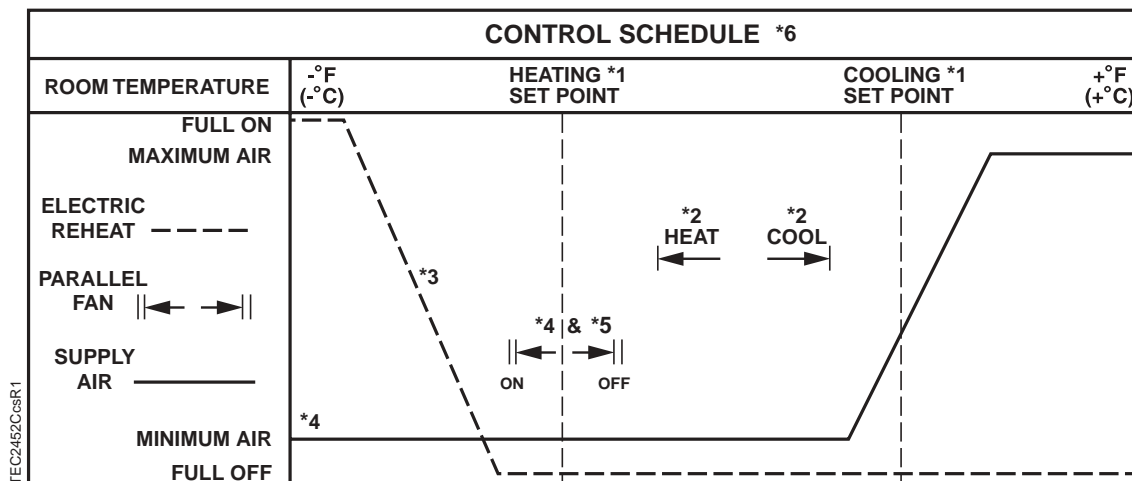 CONTROL SCHEDULE *6
ROOM TEMPERATURE
-°F
(-°C)
HEATING *1
SET POINT
COOLING *1
SET POINT
+°F
(+°C)
FULL ON
MAXIMUM AIR
ELECTRIC
REHEAT
*2
HEAT
*2
COOL
PARALLEL
FAN
*3
*4 & *5
ON
OFF
SUPPLY
AIR
*4
MINIMUM AIR
FULL OFF
TEC2452CcsR1